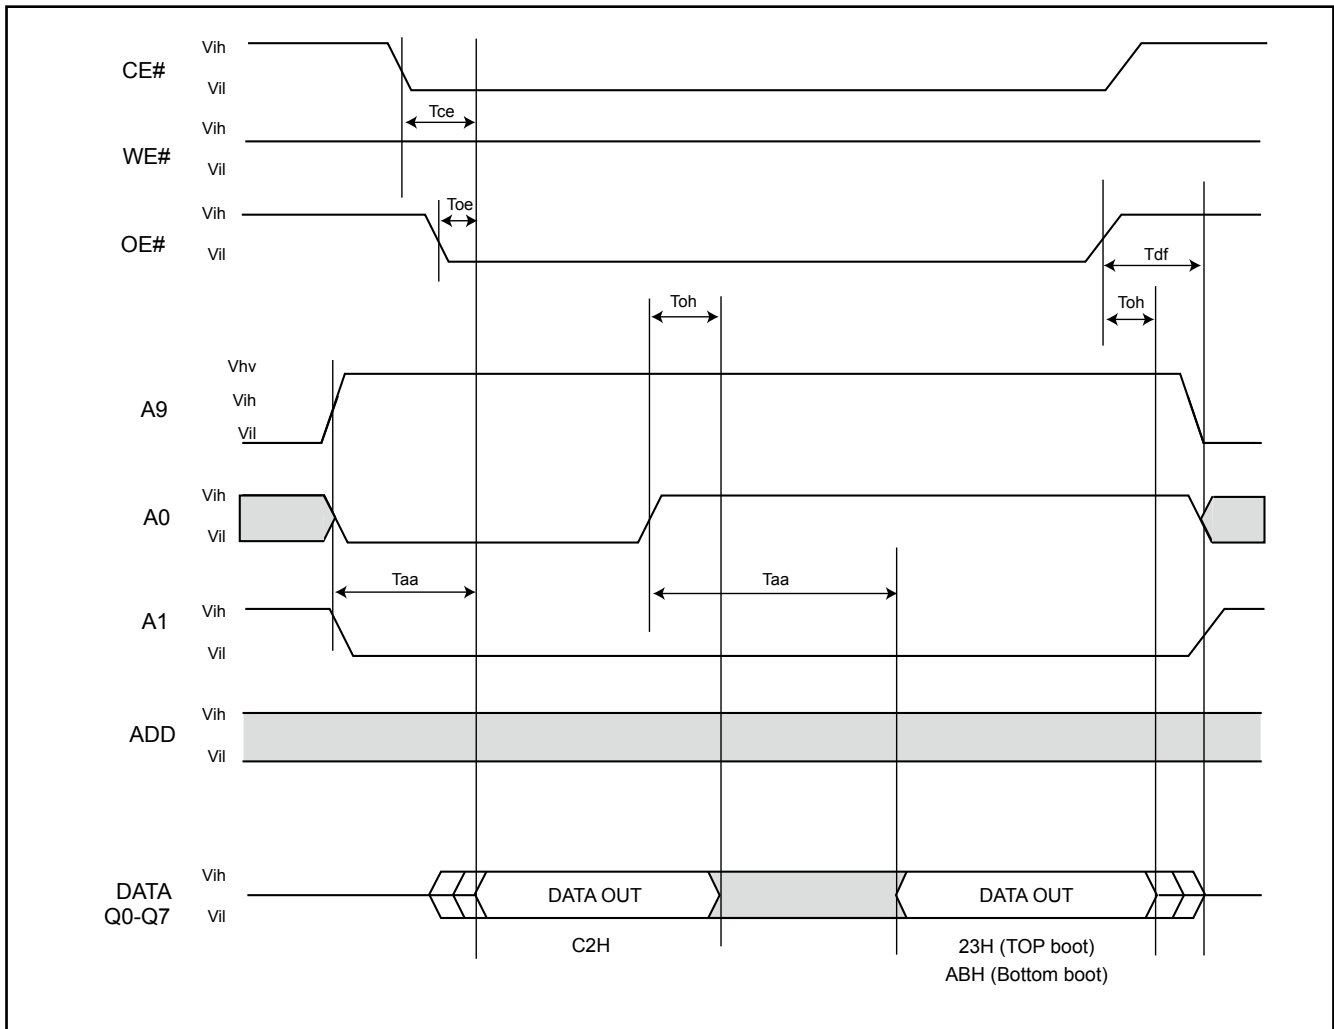 Vih
CE#
Vil
Tce
Vih
WE#
Vil
Vih
Toe
OE#
Vil
Tdf
Toh
Toh
Vhv
A9
Vih
Vil
Vih
A0
Vil
Taa
Taa
Vih
A1
Vil
Vih
ADD
Vil
Vih
DATA
Q0-Q7
Vil
DATA OUT
DATA OUT
C2H
23H (TOP boot)
ABH (Bottom boot)